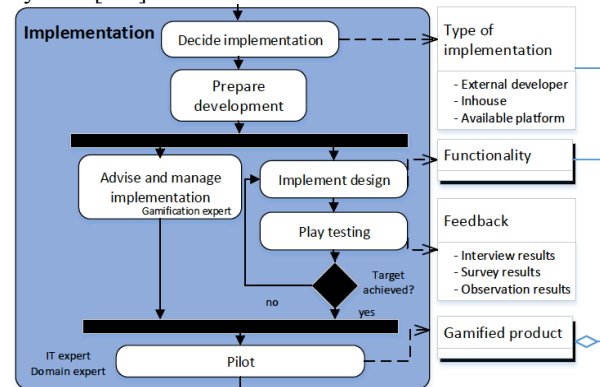 Implementation
Decide implementation
Type of
implementation
- External developer
- Inhouse
- Available platform
Prepare
development
Functionality
Advise and manage
implementation
Gamification expert
Implement design
Play testing
Feedback
- Interview results
- Survey results
- Observation results
Target
achieved?
no
yes
Gamified product
IT expert
Domain expert
Pilot